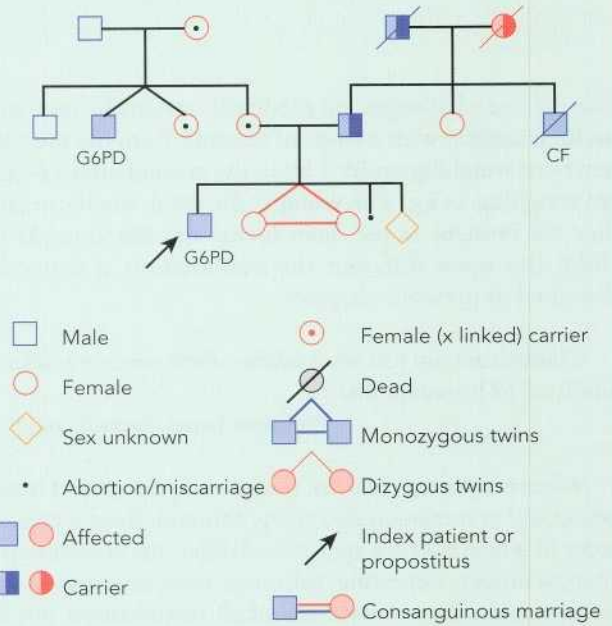 G6PD
CF
G6PD
Male
Female
Sex unknown
Abortion/miscarriage
Affected
Carrier
Female (x linked) carrier
Dead
Monozygous twins
Dizygous twins
Index patient or
propostitus
Consanguinous marriage